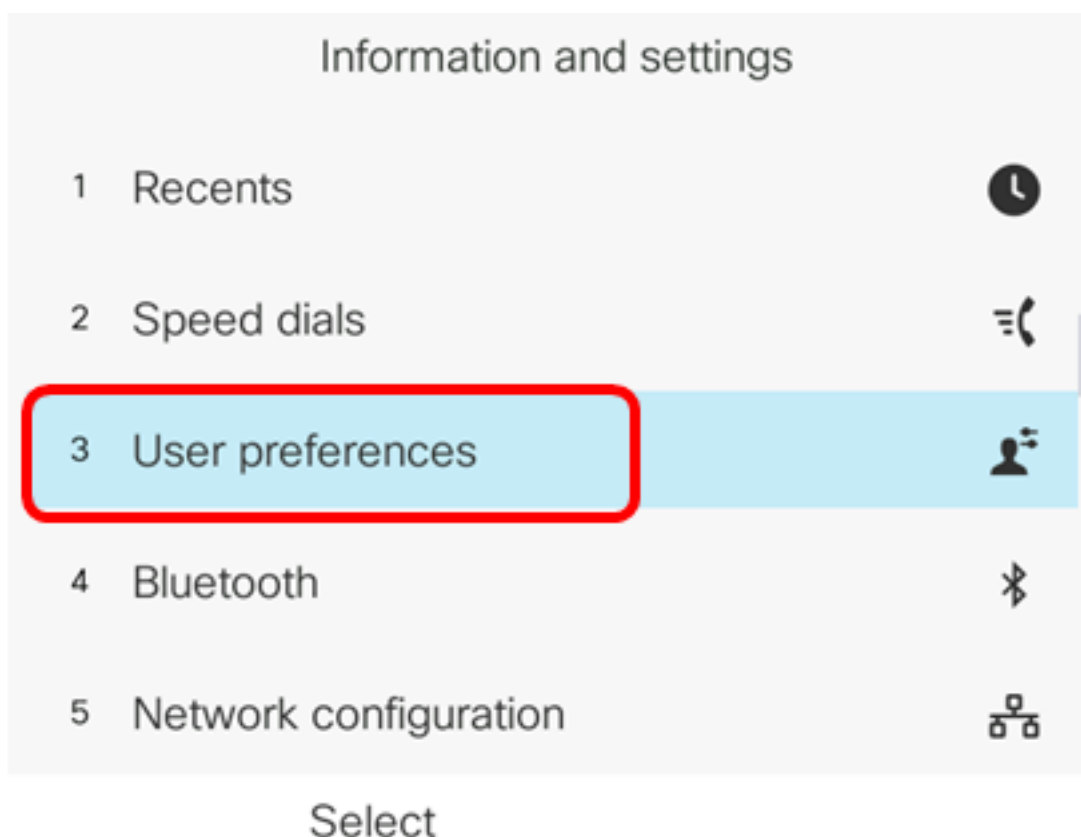 Information and settings
1 Recents
2 Speed dials
3 User preferences
4 Bluetooth
5 Network configuration
Select